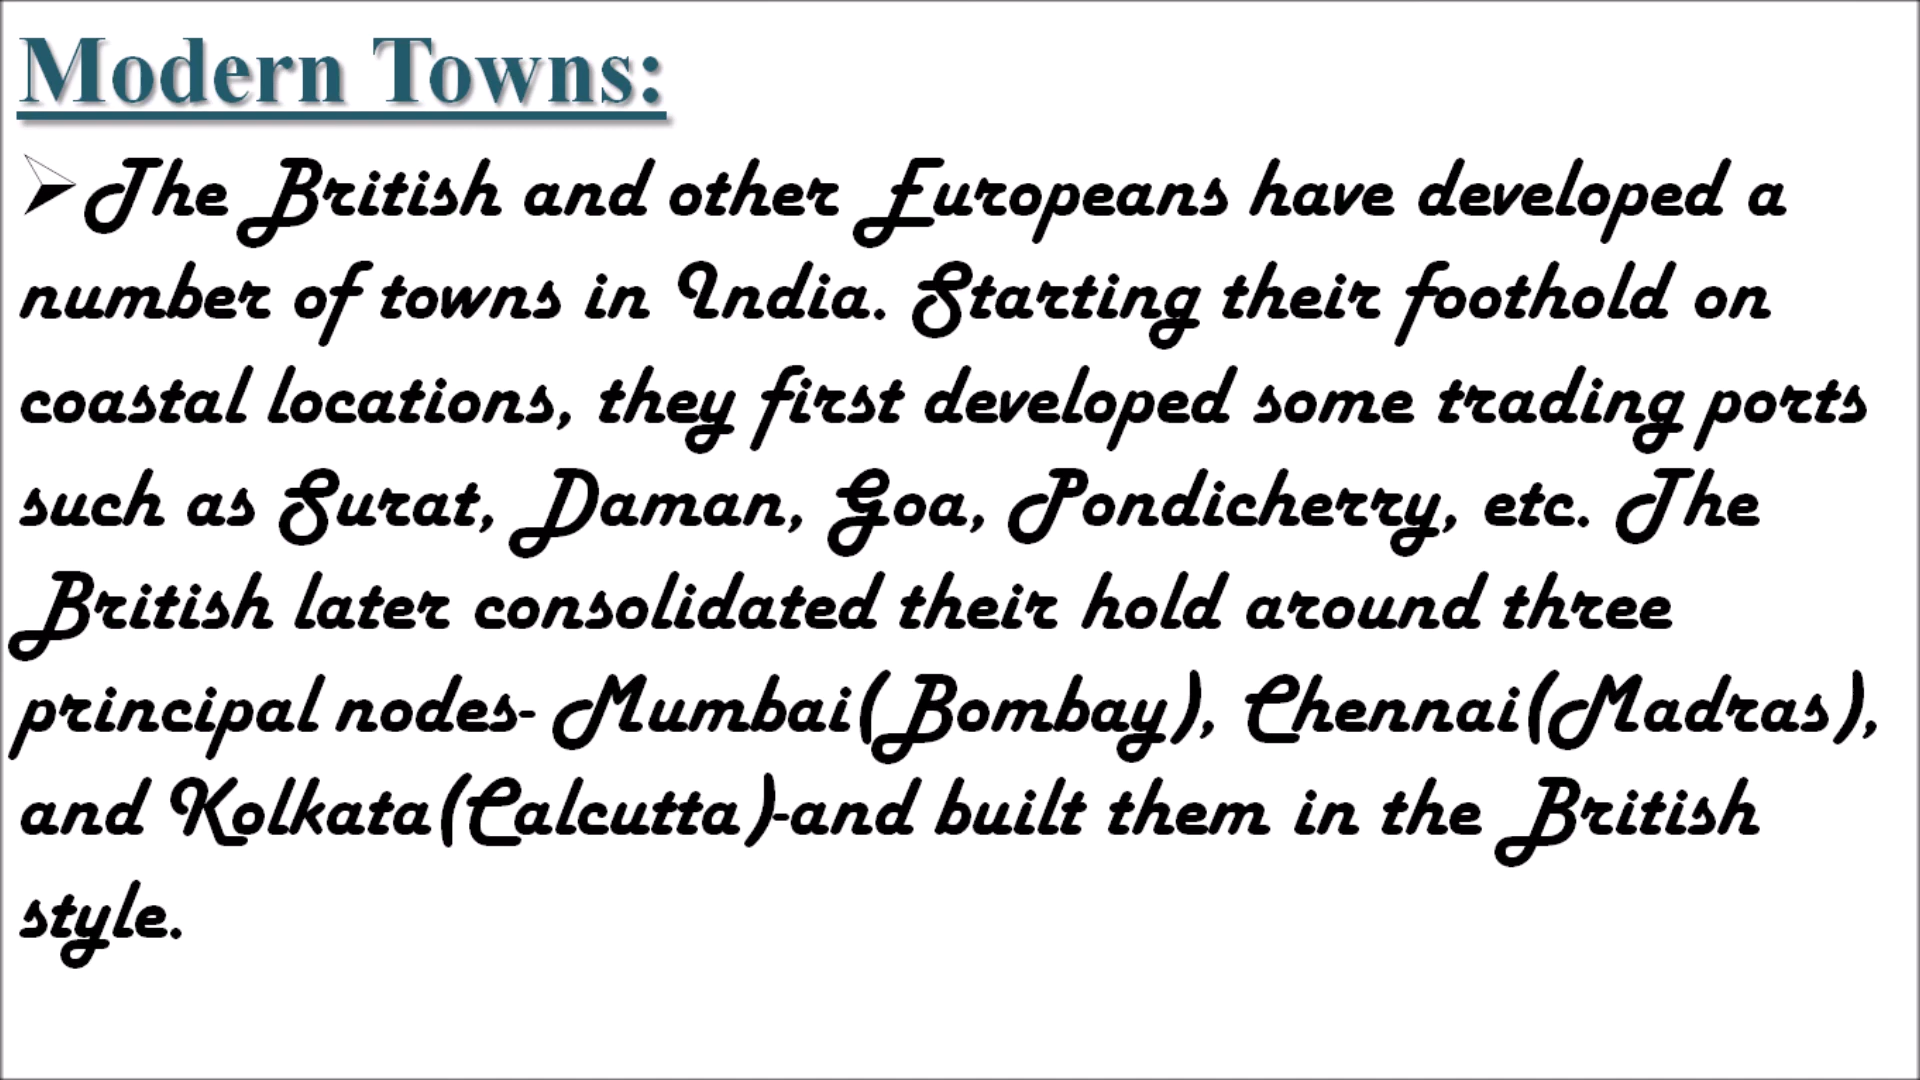 Modern Towns:
➢The British and other Europeans have developed a
number of towns in India. Starting their foothold on
coastal locations, they first developed some trading ports
such as Surat, Daman, Goa, Pondicherry, etc. The
British later consolidated their hold around three
principal nodes- Mumbai(Bombay), Chennai(Madras),
and Kolkata(Calcutta)-and built them in the British
style.